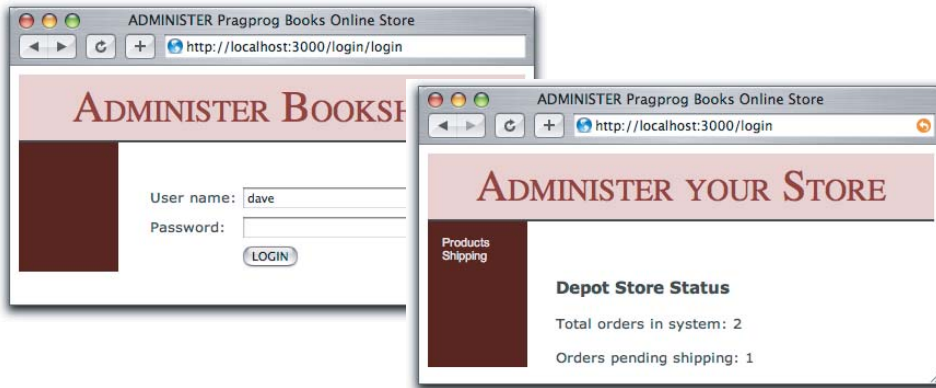 ADMINISTER Pragprog Books Online Store
http://localhost:3000/login/login
ADMINISTER
User name: dave
Password:
LOGIN
ADMINISTER Pragprog Books Online Store
http://localhost:3000/login
ADMINISTER YOUR STORE
Products
Shipping
Depot Store Status
Total orders in system: 2
Orders pending shipping: 1